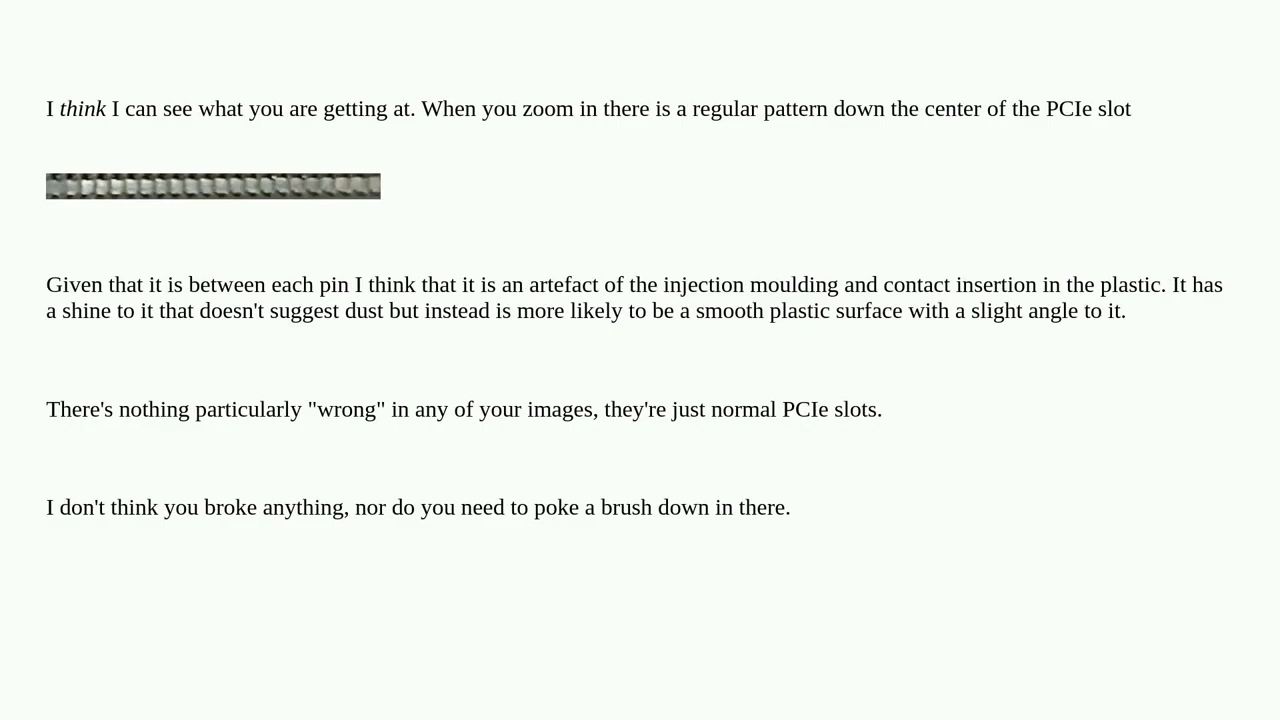 I think I can see what you are getting at. When you zoom in there is a regular pattern down the center of the PCIe slot
Given that it is between each pin I think that it is an artefact of the injection moulding and contact insertion in the plastic. It has
a shine to it that doesn't suggest dust but instead is more likely to be a smooth plastic surface with a slight angle to it.
There's nothing particularly "wrong" in any of your images, they're just normal PCIe slots.
I don't think you broke anything, nor do you need to poke a brush down in there.